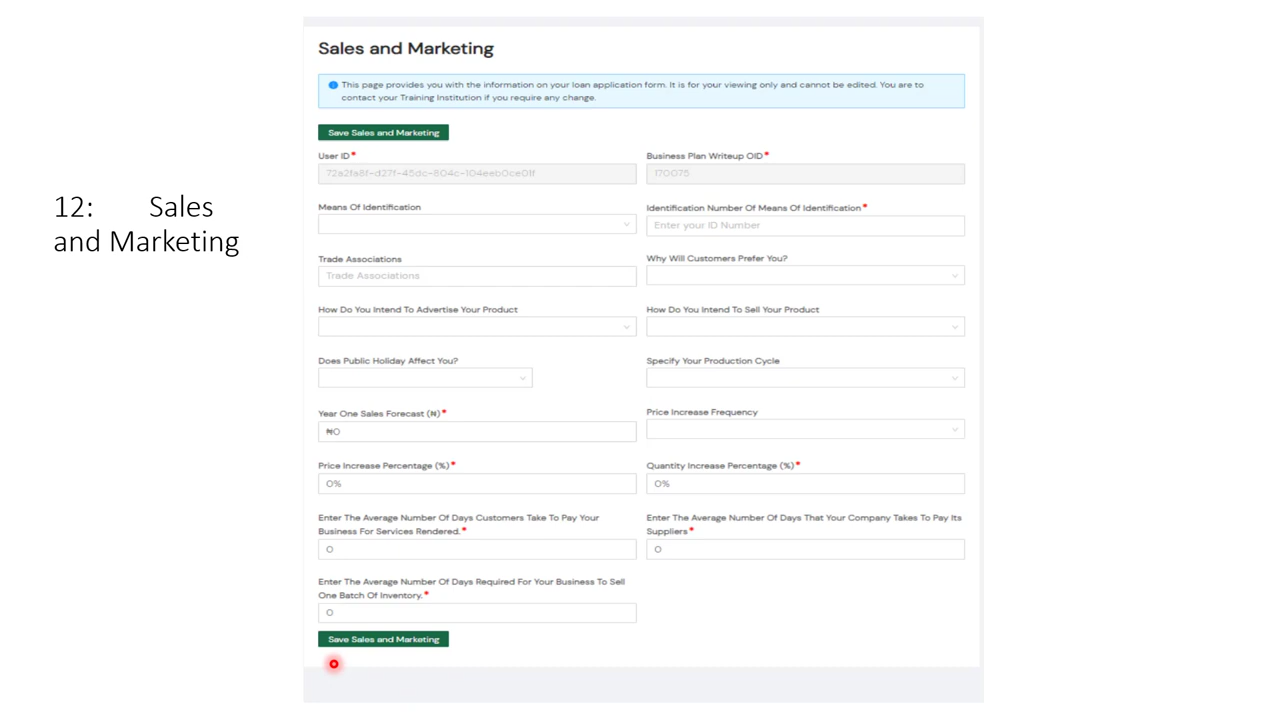 12: Sales
and Marketing
Sales and Marketing
This page provides you with the information on your loan application form. It is for your viewing only and cannot be edited. You are to
contact your Training Institution if you require any change.
Save Sales and Marketing
User ID*
Business Plan Writeup OID*
72a2fa8f-d27f-45dc-804c-104eeb0ce01f
170075
Means Of Identification
Identification Number Of Means Of Identification*
Enter your ID Number
Trade Associations
Why Will Customers Prefer You?
Trade Associations
How Do You Intend To Advertise Your Product
How Do You Intend To Sell Your Product
Does Public Holiday Affect You?
Specify Your Production Cycle
Year One Sales Forecast (₦)*
Price Increase Frequency
₦0
Price Increase Percentage (%)*
Quantity Increase Percentage (%)*
0%
0%
Enter The Average Number Of Days Customers Take To Pay Your
Business For Services Rendered.*
Enter The Average Number Of Days That Your Company Takes To Pay Its
Suppliers*
0
0
Enter The Average Number Of Days Required For Your Business To Sell
One Batch Of Inventory.*
0
Save Sales and Marketing